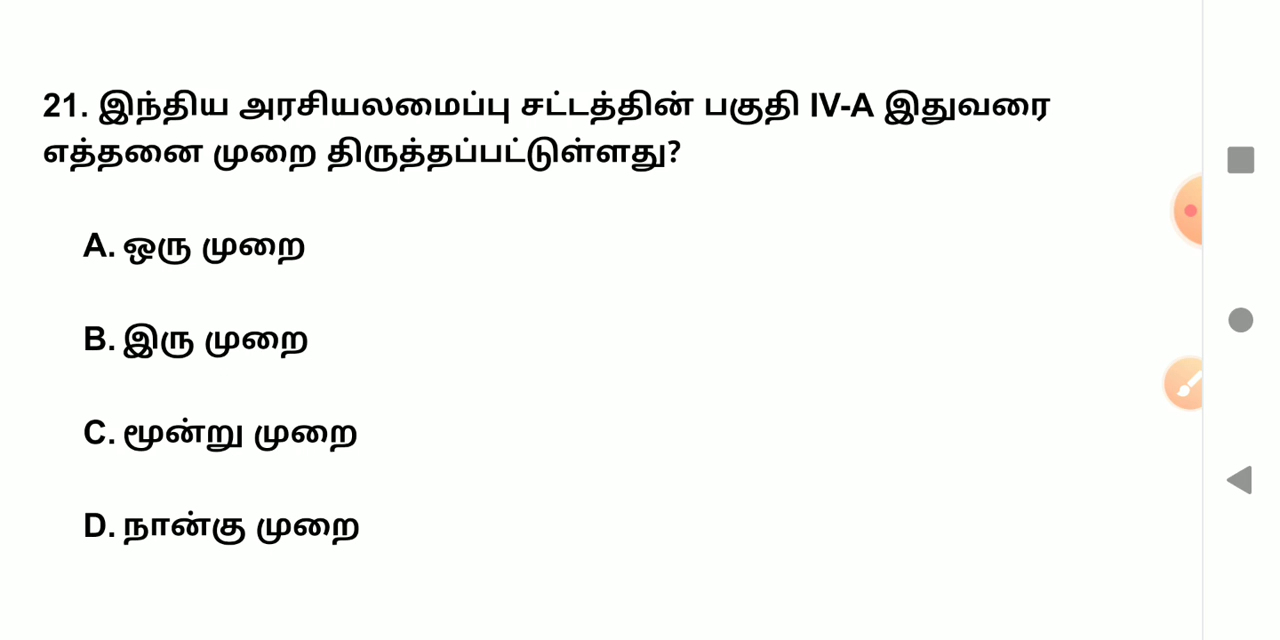 21. இந்திய அரசியலமைப்பு சட்டத்தின் பகுதி IV-A இதுவரை
எத்தனை முறை திருத்தப்பட்டுள்ளது?
A. ஒரு முறை
B. இரு முறை
C. மூன்று முறை
D. நான்கு முறை